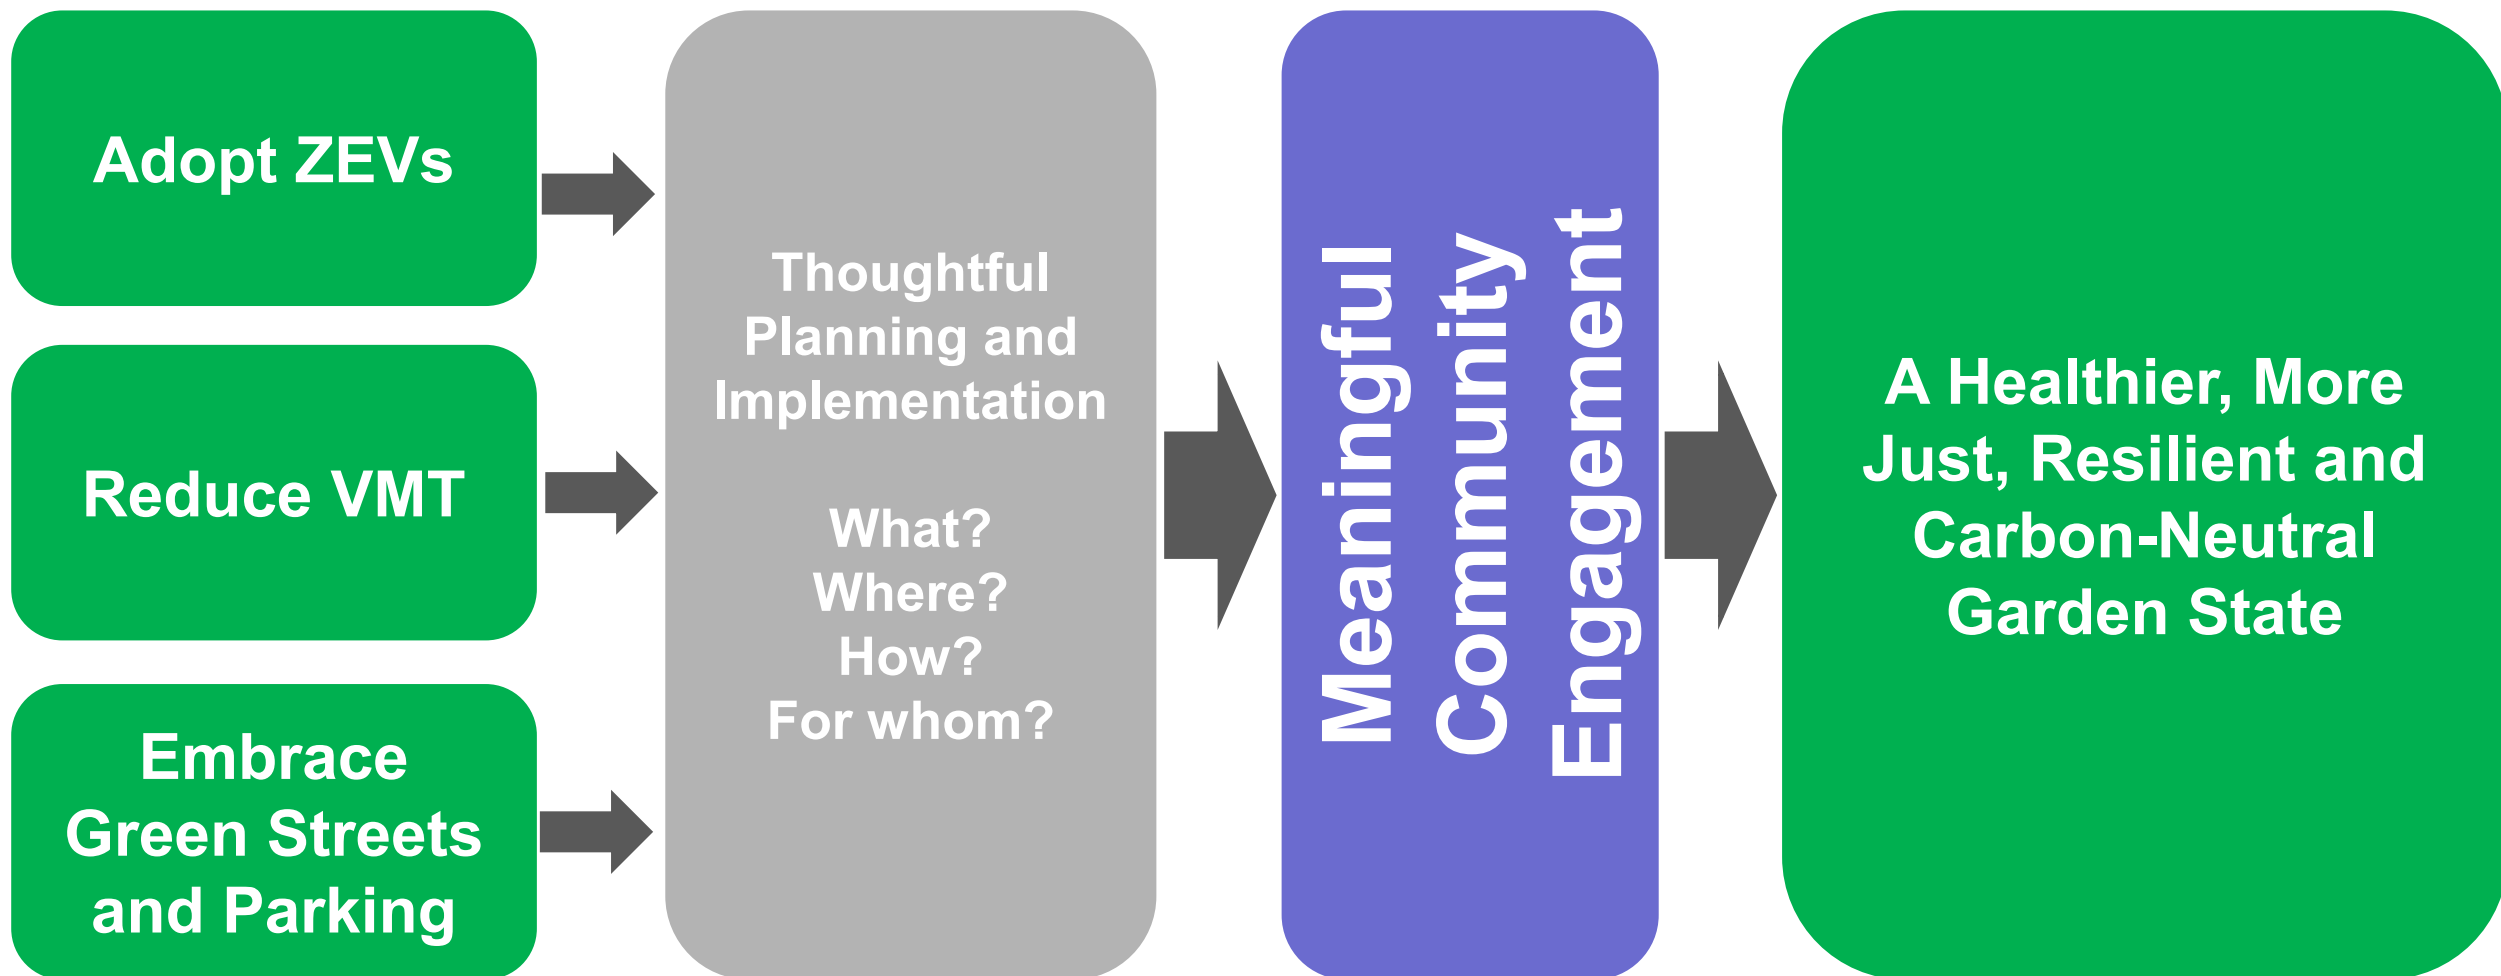 Adopt ZEVs
Reduce VMT
Embrace
Green Streets
and Parking
Thoughtful
Planning and
Implementation
What?
Where?
How?
For whom?
Meaningful
Community
Engagement
A Healthier, More
Just, Resilient and
Carbon-Neutral
Garden State